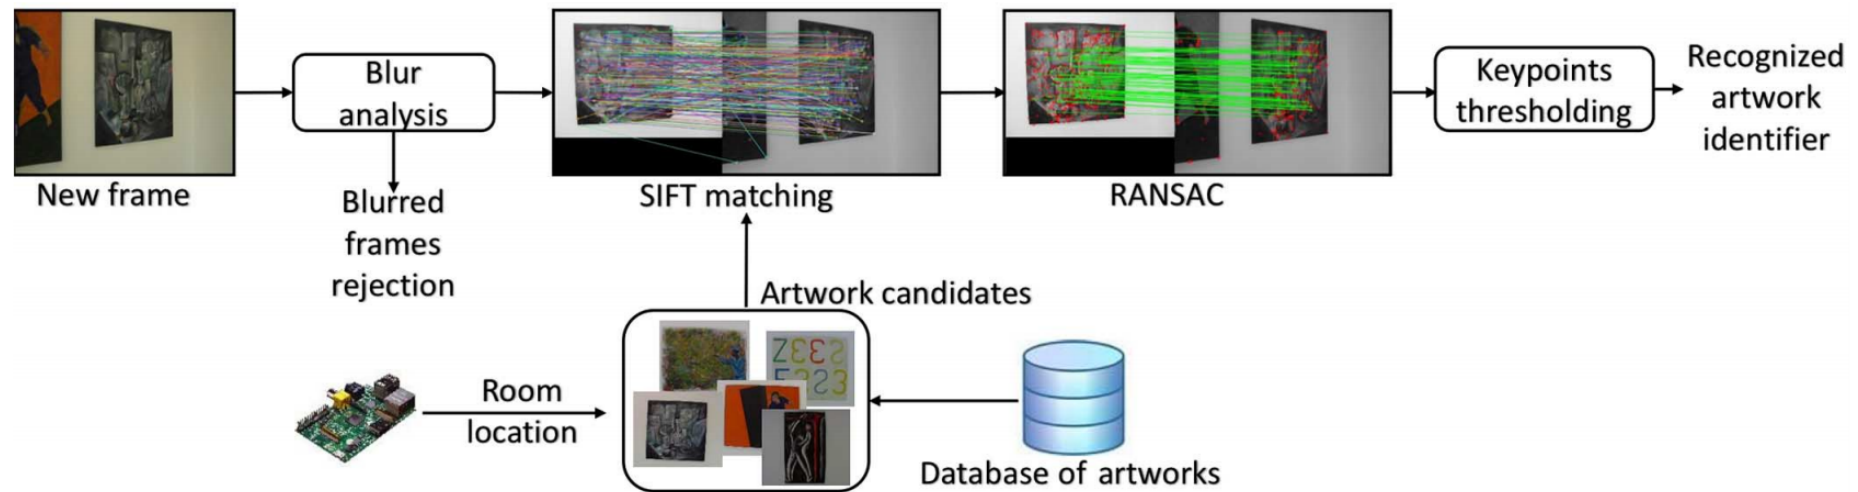 New frame
Blur
analysis
Blurred
frames
rejection
SIFT matching
RANSAC
Keypoints
thresholding
Recognized
artwork
identifier
Artwork candidates
Room
location
Database of artworks